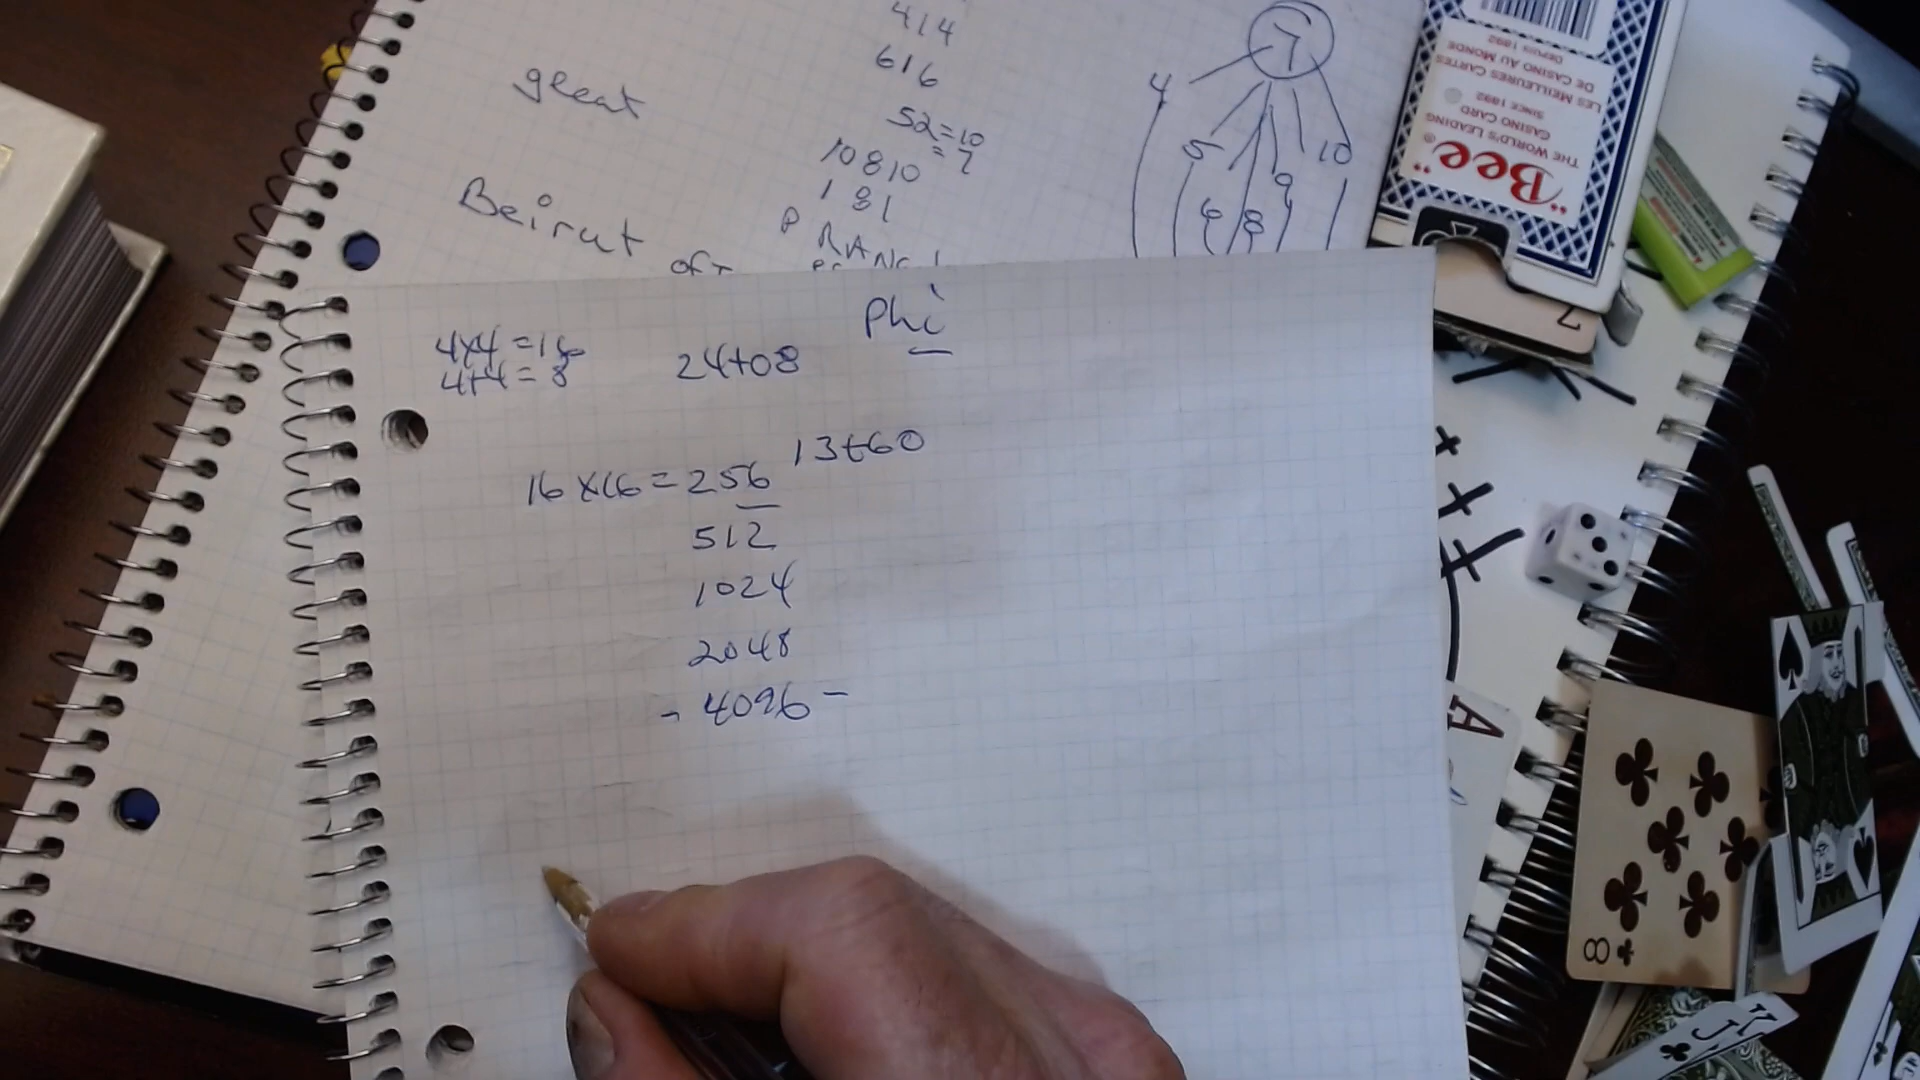 414
616
great
52=10
=7
10810
181
Beirut
7
4
5
6
8
9
10
Phi
4x4=16
4+4=8
24+08
13+60
16x16=256
512
1024
2048
- 4096 -
"Bee"®
THE WORLD'S LEADING
CASINO CARD
SINCE 1892
LES MEILLEURES CARTES
DE CASINO AU MONDE
DEPUIS 1892
7
A
8
K
J